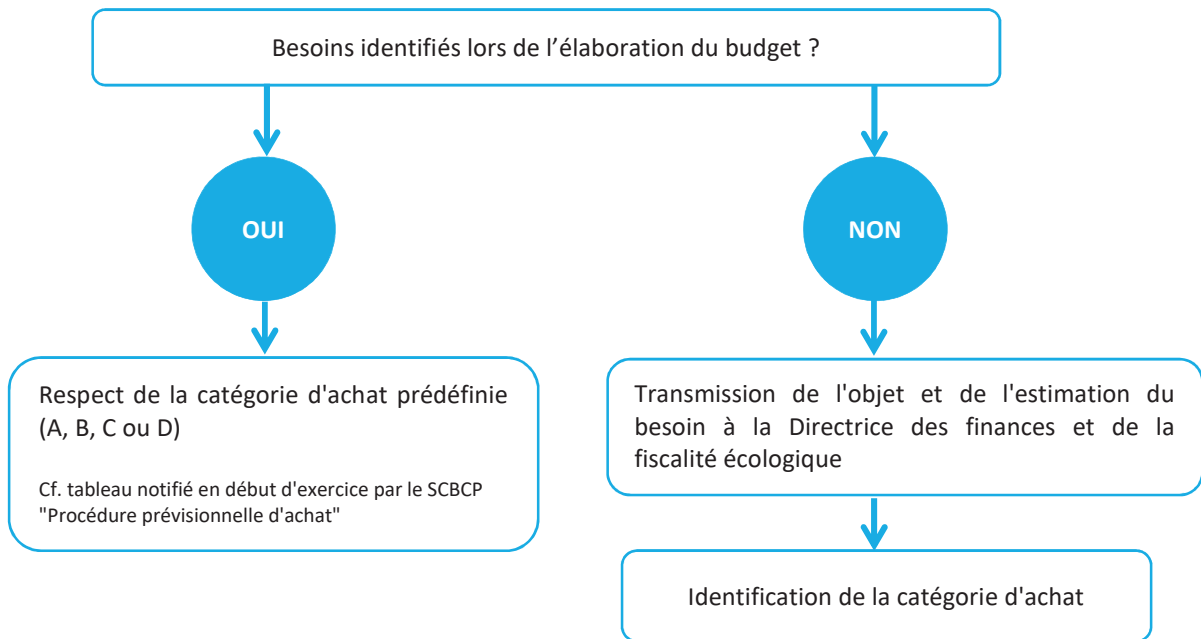 Besoins identifiés lors de l’élaboration du budget ?
OUI
NON
Respect de la catégorie d'achat prédéfinie
(A, B, C ou D)
Cf. tableau notifié en début d'exercice par le SCBCP
"Procédure prévisionnelle d'achat"
Transmission de l'objet et de l'estimation du
besoin à la Directrice des finances et de la
fiscalité écologique
Identification de la catégorie d'achat